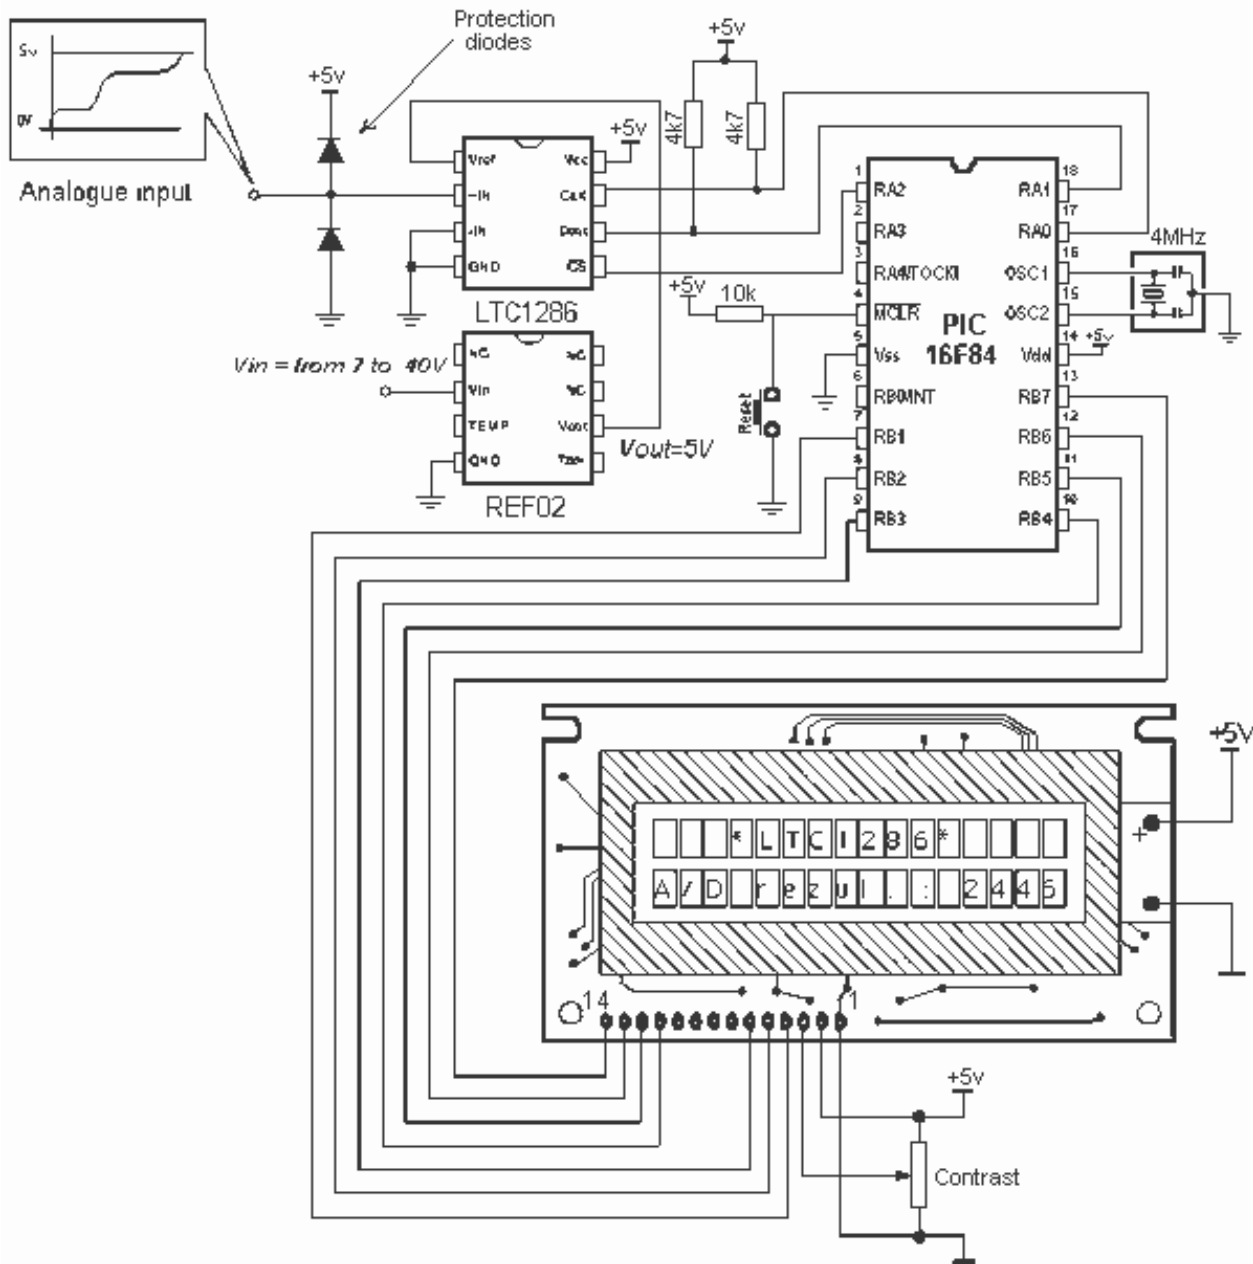 Protection
diodes
5v
0V
Analogue input
+5v
+5v
4k7
4k7
+5v
Vref
Vcc
-IN
GND
CS
LTC1286
Vin = from 7 to 40V
NC
NC
Vin
NC
TEMP
Vout
GND
REF02
Vout=5V
+5v
10k
Reset
1
RA2
RA1
18
2
RA3
RA0
17
3
RA4/TOCKI
OSC1
16
4
MCLR
OSC2
15
5
Vss
Vdd
14
+5v
6
RB0/INT
RB7
13
7
RB1
RB6
12
8
RB2
RB5
11
9
RB3
RB4
10
PIC
16F84
4MHz
+5V
+
*LTC1286*
A/D rezul.: 2445
14
1
+5v
Contrast